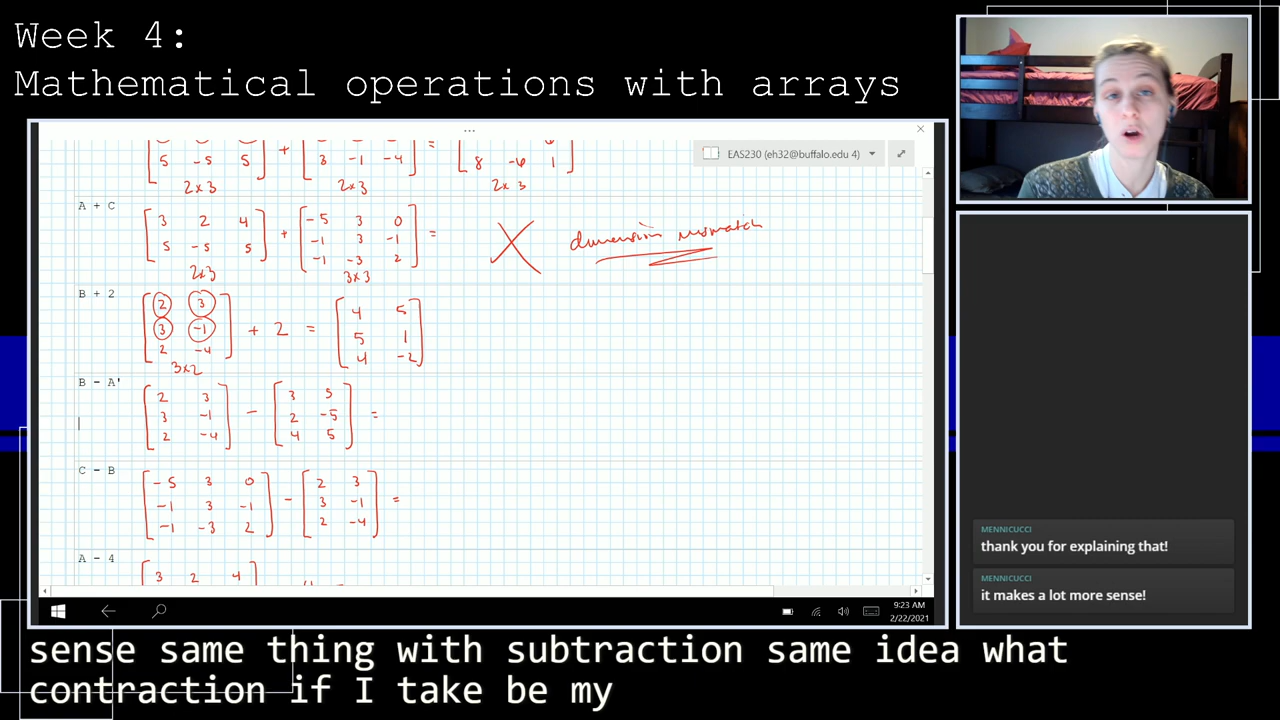 Week 4:
Mathematical operations with arrays
EAS230 (eh32@buffalo.edu 4)
5 -5 5 + 3 -1 -4 = 8 -6 1
2x3 2x3 2x3
A + C
3 2 4 -5 3 0
5 -5 5 + -1 3 -1 = X dimension mismatch
-1 -3 2
2x3 3x3
B + 2
2 3 4 5
3 -1 + 2 = 5 1
2 -4 4 -2
3x2
B - A'
2 3 3 5
3 -1 - 2 -5 =
2 -4 4 5
C - B
-5 3 0 2 3
-1 3 -1 - 3 -1 =
-1 -3 2 2 -4
A - 4
3 2 4
MENNICUCCI
thank you for explaining that!
MENNICUCCI
it makes a lot more sense!
9:23 AM
2/22/2021
sense same thing with subtraction same idea what
contraction if I take be my